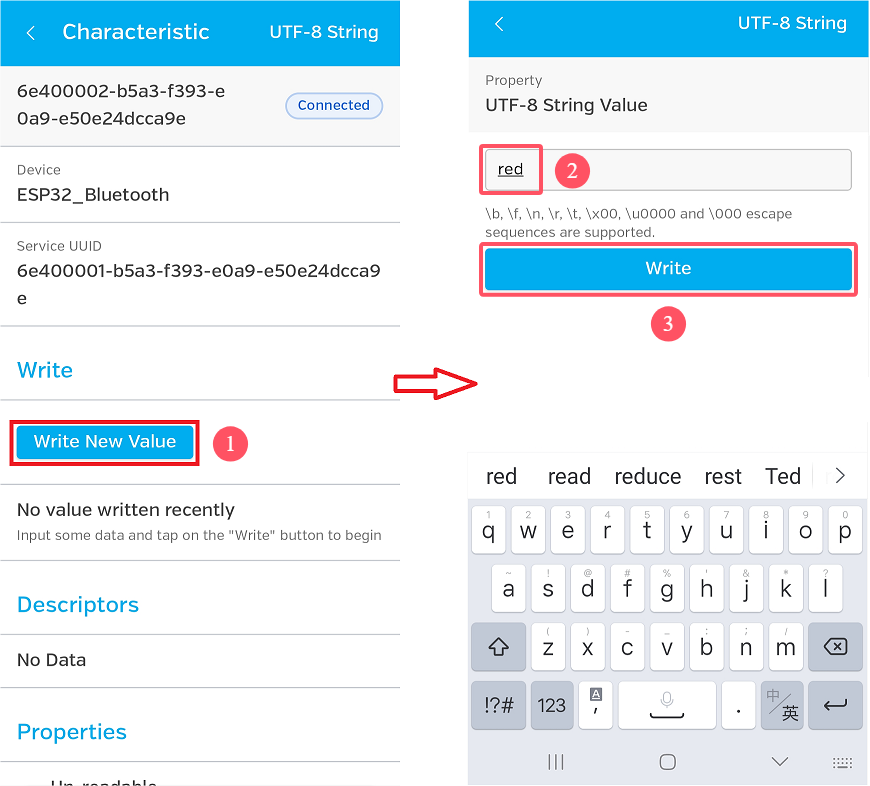 Characteristic
UTF-8 String
6e400002-b5a3-f393-e
0a9-e50e24dcca9e
Connected
Device
ESP32_Bluetooth
Service UUID
6e400001-b5a3-f393-e0a9-e50e24dcca9
e
Write
Write New Value
1
No value written recently
Input some data and tap on the "Write" button to begin
Descriptors
No Data
Properties
Un-readable
UTF-8 String
Property
UTF-8 String Value
red
2
\b, \f, \n, \r, \t, \x00, \u0000 and \000 escape
sequences are supported.
Write
3
red read reduce rest Ted
1 2 3 4 5 6 7 8 9 0
q w e r t y u i o p
~ ! @ # % ^ & * ?
a s d f g h j k l
( ) - _ : ; /
z x c v b n m
!?# 123 A , . 中/英